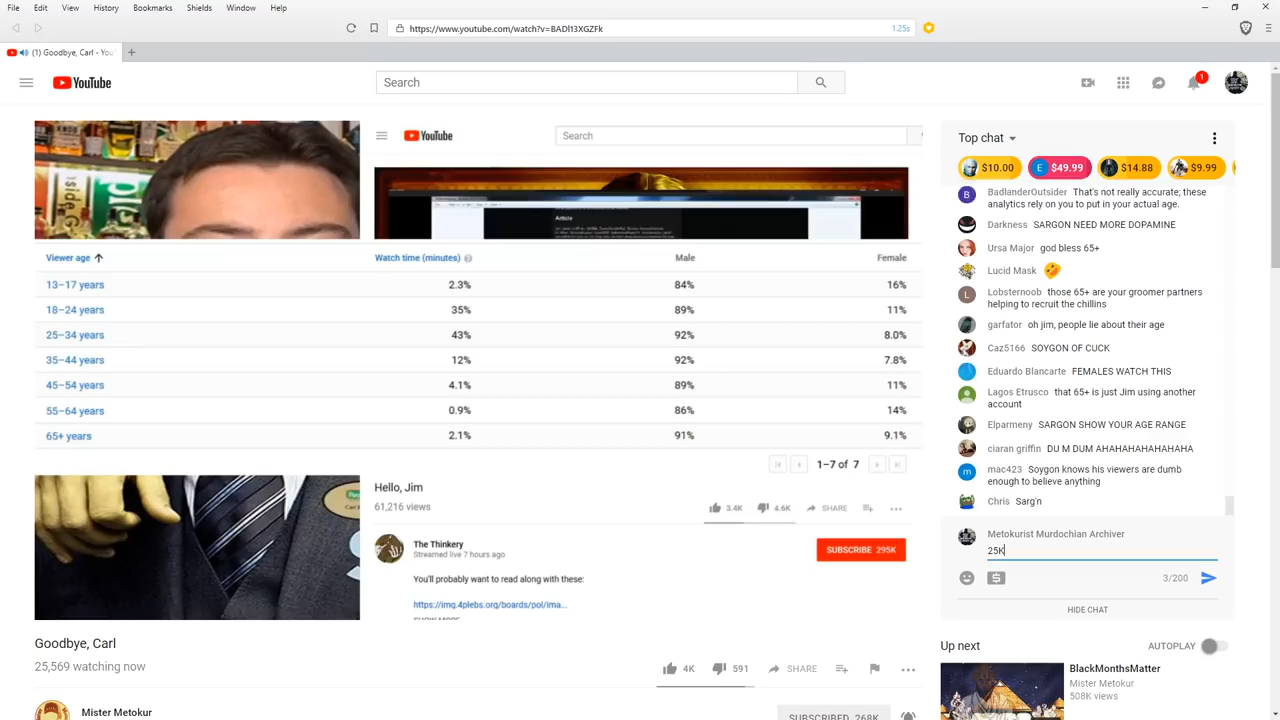 File Edit View History Bookmarks Shields Window Help
https://www.youtube.com/watch?v=BADl13XGZFk 1.25s
(1) Goodbye, Carl - You
YouTube
Search
1
YouTube
Search
Article
Viewer age Watch time (minutes) Male Female
13–17 years 2.3% 84% 16%
18–24 years 35% 89% 11%
25–34 years 43% 92% 8.0%
35–44 years 12% 92% 7.8%
45–54 years 4.1% 89% 11%
55–64 years 0.9% 86% 14%
65+ years 2.1% 91% 9.1%
1–7 of 7
Hello, Jim
61,216 views
3.4K 4.6K SHARE
The Thinkery
Streamed live 7 hours ago
SUBSCRIBE 295K
You'll probably want to read along with these:
https://img.4plebs.org/boards/pol/ima...
SHOW MORE
Goodbye, Carl
25,569 watching now
4K 591 SHARE
Mister Metokur
SUBSCRIBED 268K
Top chat
$10.00 E $49.99 $14.88 $9.99
B BadlanderOutsider That's not really accurate; these
analytics rely on you to put in your actual age.
Darkness SARGON NEED MORE DOPAMINE
Ursa Major god bless 65+
Lucid Mask
L Lobsternoob those 65+ are your groomer partners
helping to recruit the chillins
garfator oh jim, people lie about their age
Caz5166 SOYGON OF CUCK
Eduardo Blancarte FEMALES WATCH THIS
Lagos Etrusco that 65+ is just Jim using another
account
Elparmeny SARGON SHOW YOUR AGE RANGE
ciaran griffin DU M DUM AHAHAHAHAHAHA
m mac423 Soygon knows his viewers are dumb
enough to believe anything
Chris Sarg'n
Metokurist Murdochian Archiver
25K
3/200
HIDE CHAT
Up next AUTOPLAY
BlackMonthsMatter
Mister Metokur
508K views